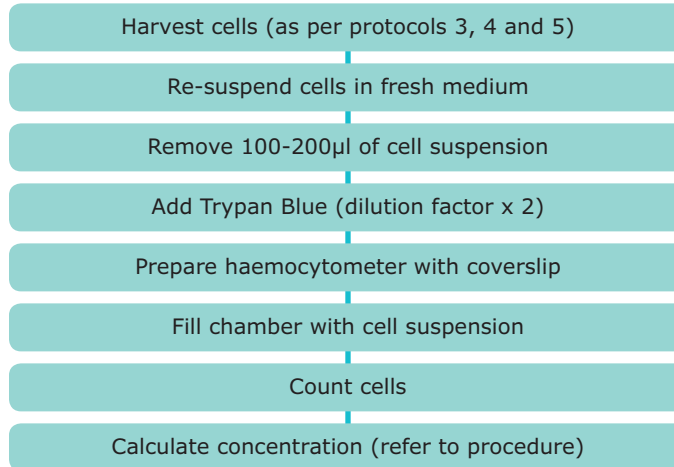 Harvest cells (as per protocols 3, 4 and 5)
Re-suspend cells in fresh medium
Remove 100-200µl of cell suspension
Add Trypan Blue (dilution factor x 2)
Prepare haemocytometer with coverslip
Fill chamber with cell suspension
Count cells
Calculate concentration (refer to procedure)